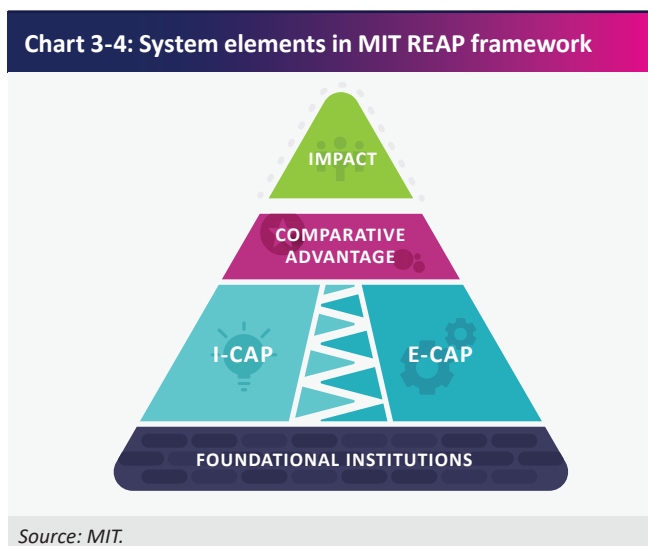 Chart 3-4: System elements in MIT REAP framework
IMPACT
COMPARATIVE
ADVANTAGE
I-CAP
E-CAP
FOUNDATIONAL INSTITUTIONS
Source: MIT.